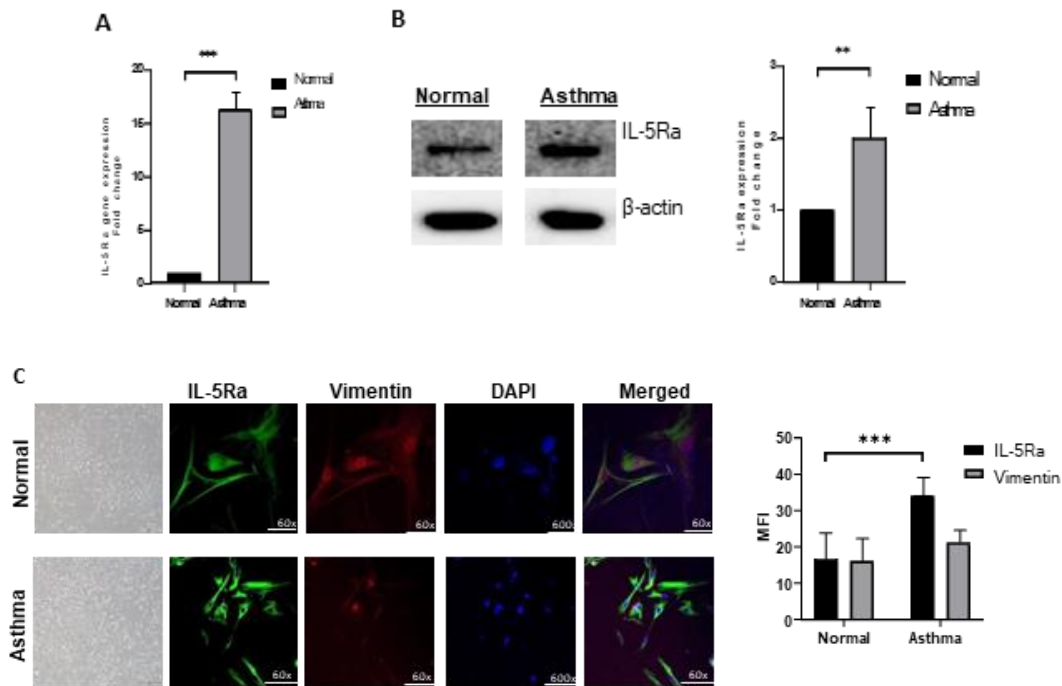 A
***
20
15
10
5
0
IL-5Ra gene expression
Fold change
Normal
Asthma
Normal
Asthma
B
Normal Asthma
IL-5Ra
β-actin
**
3
2
1
0
IL-5Ra expression
Fold change
Normal
Asthma
Normal
Asthma
C
IL-5Ra Vimentin DAPI Merged
Normal
60x 60x 600x 60x
Asthma
60x 60x 600x 60x
***
50
40
30
20
10
0
MFI
Normal Asthma
IL-5Ra
Vimentin